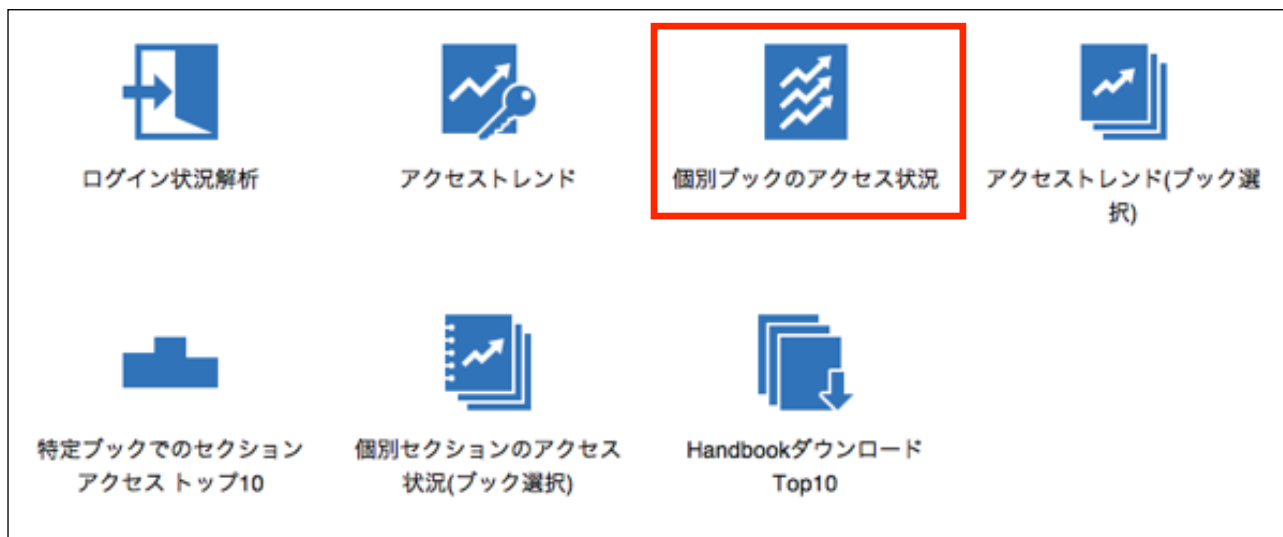 ログイン状況解析
アクセストレンド
個別ブックのアクセス状況
アクセストレンド(ブック選
択)
特定ブックでのセクション
アクセス トップ10
個別セクションのアクセス
状況(ブック選択)
Handbookダウンロード
Top10